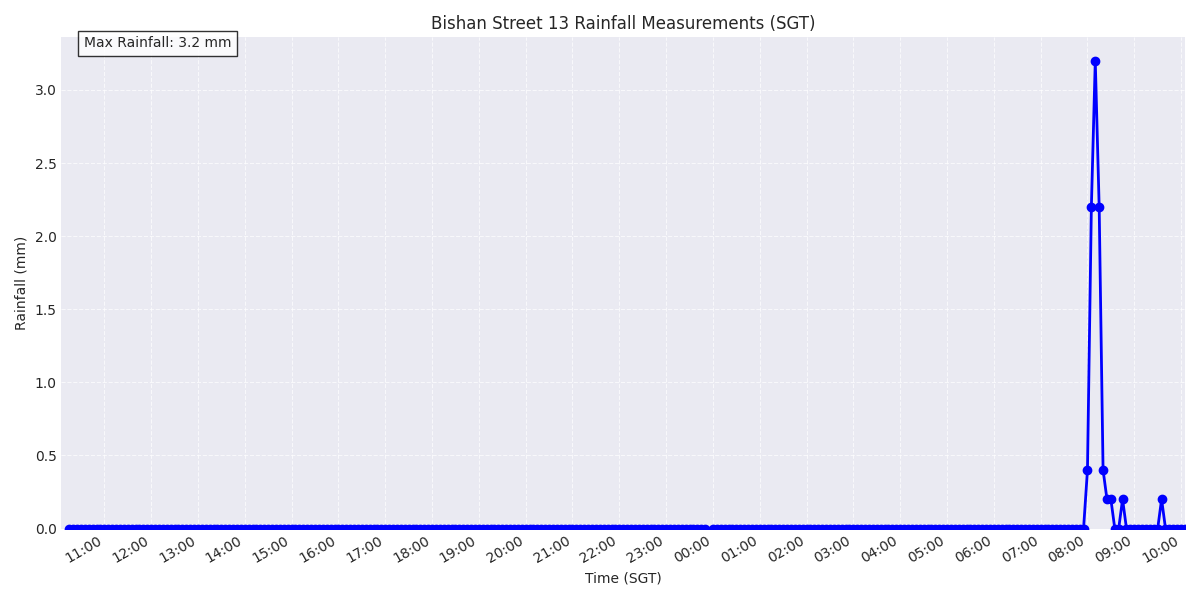 Bishan Street 13 Rainfall Measurements (SGT)
Max Rainfall: 3.2 mm
Rainfall (mm)
3.0
2.5
2.0
1.5
1.0
0.5
0.0
11:00 12:00 13:00 14:00 15:00 16:00 17:00 18:00 19:00 20:00 21:00 22:00 23:00 00:00 01:00 02:00 03:00 04:00 05:00 06:00 07:00 08:00 09:00 10:00
Time (SGT)